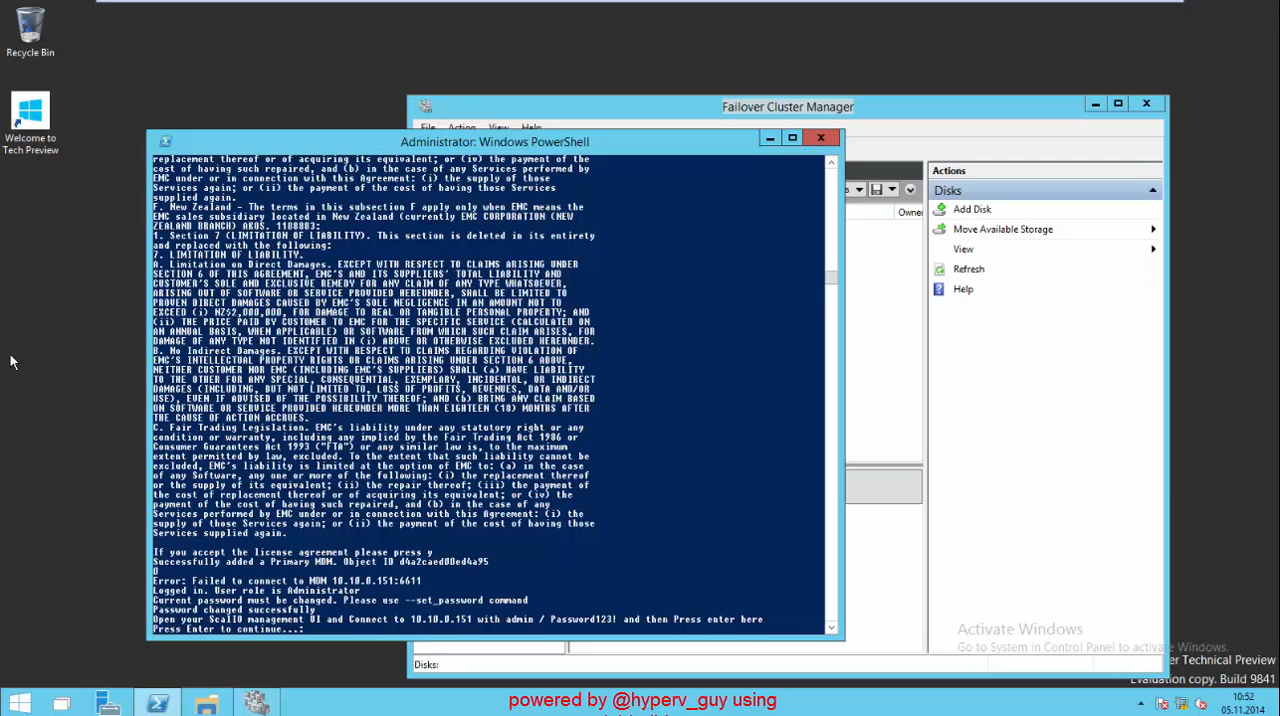 Recycle Bin
Welcome to
Tech Preview
Failover Cluster Manager
File Action View Help
Administrator: Windows PowerShell
replacement thereof or of acquiring its equivalent; or (iv) the payment of the
cost of having such repaired, and (b) in the case of any Services performed by
EMC under or in connection with this Agreement: (i) the supply of those
Services again; or (ii) the payment of the cost of having those Services
supplied again.
F. New Zealand - The terms in this subsection F apply only when EMC means the
EMC sales subsidiary located in New Zealand (currently EMC CORPORATION (NEW
ZEALAND BRANCH) AKOS. 1188883:
1. Section 7 (LIMITATION OF LIABILITY). This section is deleted in its entirety
and replaced with the following:
7. LIMITATION OF LIABILITY.
A. Limitation on Direct Damages. EXCEPT WITH RESPECT TO CLAIMS ARISING UNDER
SECTION 6 OF THIS AGREEMENT, EMC'S AND ITS SUPPLIERS' TOTAL LIABILITY AND
CUSTOMER'S SOLE AND EXCLUSIVE REMEDY FOR ANY CLAIM OF ANY TYPE WHATSOEVER,
ARISING OUT OF SOFTWARE OR SERVICE PROVIDED HEREUNDER, SHALL BE LIMITED TO
PROVEN DIRECT DAMAGES CAUSED BY EMC'S SOLE NEGLIGENCE IN AN AMOUNT NOT TO
EXCEED (i) NZ$2,000,000, FOR DAMAGE TO REAL OR TANGIBLE PERSONAL PROPERTY; AND
(ii) THE PRICE PAID BY CUSTOMER TO EMC FOR THE SPECIFIC SERVICE (CALCULATED ON
AN ANNUAL BASIS, WHEN APPLICABLE) OR SOFTWARE FROM WHICH SUCH CLAIM ARISES, FOR
DAMAGE OF ANY TYPE NOT IDENTIFIED IN (i) ABOVE OR OTHERWISE EXCLUDED HEREUNDER.
B. No Indirect Damages. EXCEPT WITH RESPECT TO CLAIMS REGARDING VIOLATION OF
EMC'S INTELLECTUAL PROPERTY RIGHTS OR CLAIMS ARISING UNDER SECTION 6 ABOVE,
NEITHER CUSTOMER NOR EMC (INCLUDING EMC'S SUPPLIERS) SHALL (a) HAVE LIABILITY
TO THE OTHER FOR ANY SPECIAL, CONSEQUENTIAL, EXEMPLARY, INCIDENTAL, OR INDIRECT
DAMAGES (INCLUDING, BUT NOT LIMITED TO, LOSS OF PROFITS, REVENUES, DATA AND/OR
USE), EVEN IF ADVISED OF THE POSSIBILITY THEREOF; AND (b) BRING ANY CLAIM BASED
ON SOFTWARE OR SERVICE PROVIDED HEREUNDER MORE THAN EIGHTEEN (18) MONTHS AFTER
THE CAUSE OF ACTION ACCRUES.
C. Fair Trading Legislation. EMC's liability under any statutory right or any
condition or warranty, including any implied by the Fair Trading Act 1986 or
Consumer Guarantees Act 1993 ("FTA") or any similar law is, to the maximum
extent permitted by law, excluded. To the extent that such liability cannot be
excluded, EMC's liability is limited at the option of EMC to: (a) in the case
of any Software, any one or more of the following: (i) the replacement thereof
or the supply of its equivalent; (ii) the repair thereof; (iii) the payment of
the cost of replacement thereof or of acquiring its equivalent; or (iv) the
payment of the cost of having such repaired, and (b) in the case of any
Services performed by EMC under or in connection with this Agreement: (i) the
supply of those Services again; or (ii) the payment of the cost of having those
Services supplied again.
If you accept the license agreement please press y
Successfully added a Primary MDM. Object ID d4a2caed00ed4a95
0
Error: Failed to connect to MDM 10.10.0.151:6611
Logged in. User role is Administrator
Current password must be changed. Please use --set_password command
Password changed successfully
Open your ScalIO management UI and Connect to 10.10.0.151 with admin / Password123! and then Press enter here
Press Enter to continue...:
Owner
Actions
Disks
Add Disk
Move Available Storage
View
Refresh
Help
Disks:
Activate Windows
Go to System in Control Panel to activate Windows.
er Technical Preview
Evaluation copy. Build 9841
powered by @hyperv_guy using
10:52
05.11.2014